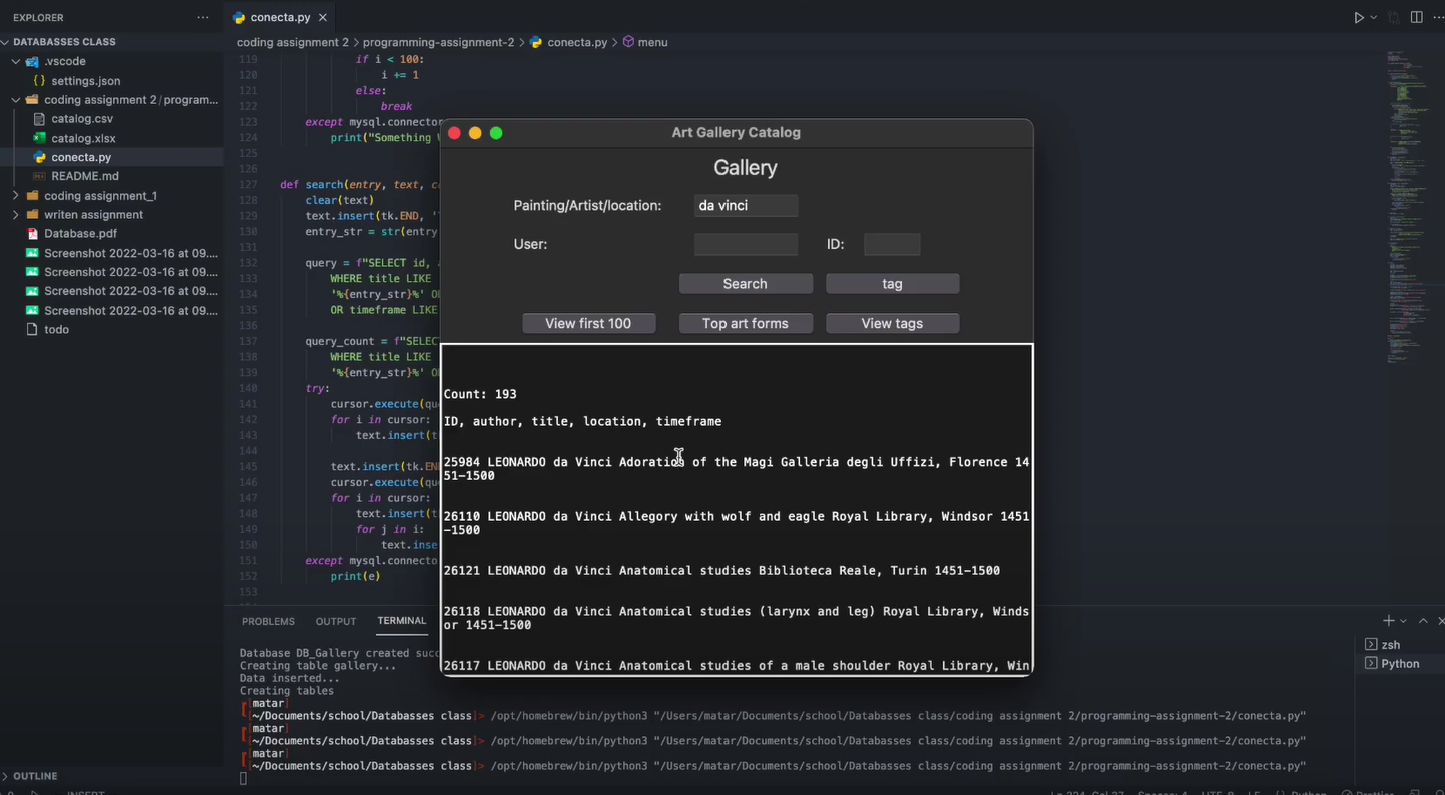 EXPLORER
···
conecta.py
DATABASSES CLASS
coding assignment 2 > programming-assignment-2 > conecta.py > menu
.vscode
{ } settings.json
coding assignment 2 / program...
catalog.csv
catalog.xlsx
conecta.py
README.md
coding assignment_1
writen assignment
Database.pdf
Screenshot 2022-03-16 at 09....
Screenshot 2022-03-16 at 09....
Screenshot 2022-03-16 at 09....
Screenshot 2022-03-16 at 09....
todo
OUTLINE
119 if i < 100:
120 i += 1
121 else:
122 break
123 except mysql.connector
124 print("Something
125
126
127 def search(entry, text,
128 clear(text)
129 text.insert(tk.END,
130 entry_str = str(entry
131
132 query = f"SELECT id,
133 WHERE title LIKE
134 '%{entry_str}%'
135 OR timeframe LIKE
136
137 query_count = f"SELEC
138 WHERE title LIKE
139 '%{entry_str}%'
140 try:
141 cursor.execute(qu
142 for i in cursor:
143 text.insert(t
144
145 text.insert(tk.EN
146 cursor.execute(qu
147 for i in cursor:
148 text.insert(t
149 for j in i:
150 text.inse
151 except mysql.connecto
152 print(e)
153
Art Gallery Catalog
Gallery
Painting/Artist/location: da vinci
User: ID:
Search tag
View first 100 Top art forms View tags
Count: 193
ID, author, title, location, timeframe
25984 LEONARDO da Vinci Adoration of the Magi Galleria degli Uffizi, Florence 14
51-1500
26110 LEONARDO da Vinci Allegory with wolf and eagle Royal Library, Windsor 1451
-1500
26121 LEONARDO da Vinci Anatomical studies Biblioteca Reale, Turin 1451-1500
26118 LEONARDO da Vinci Anatomical studies (larynx and leg) Royal Library, Winds
or 1451-1500
26117 LEONARDO da Vinci Anatomical studies of a male shoulder Royal Library, Win
PROBLEMS OUTPUT TERMINAL
zsh
Python
Database DB_Gallery created succ
Creating table gallery...
Data inserted...
Creating tables
[matar]
[~/Documents/school/Databasses class]> /opt/homebrew/bin/python3 "/Users/matar/Documents/school/Databasses class/coding assignment 2/programming-assignment-2/conecta.py"
[matar]
[~/Documents/school/Databasses class]> /opt/homebrew/bin/python3 "/Users/matar/Documents/school/Databasses class/coding assignment 2/programming-assignment-2/conecta.py"
[matar]
[~/Documents/school/Databasses class]> /opt/homebrew/bin/python3 "/Users/matar/Documents/school/Databasses class/coding assignment 2/programming-assignment-2/conecta.py"